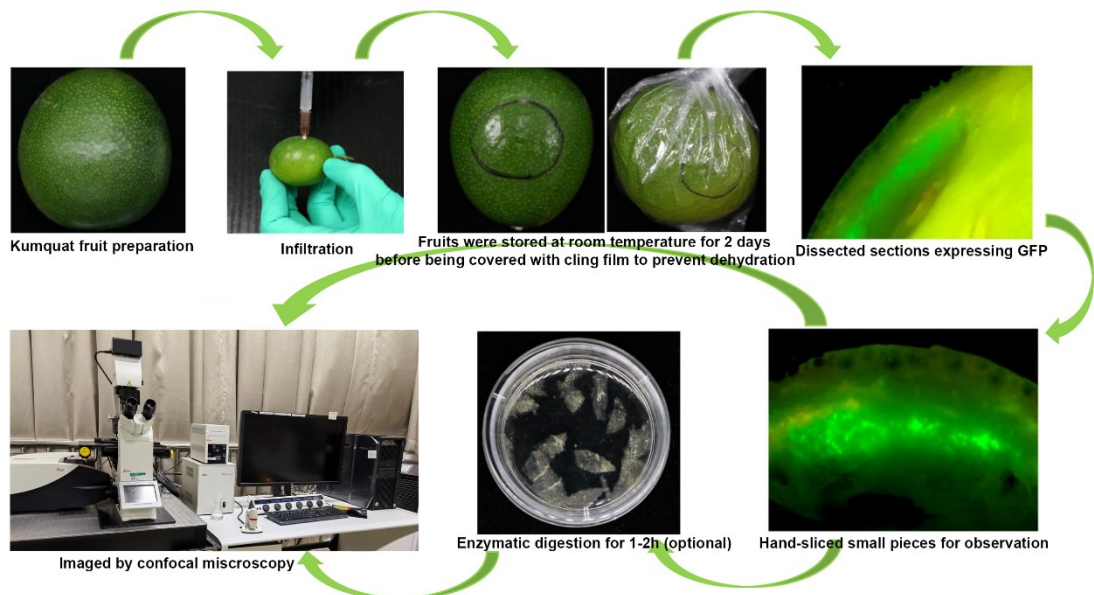 Kumquat fruit preparation
Infiltration
Fruits were stored at room temperature for 2 days
before being covered with cling film to prevent dehydration
Dissected sections expressing GFP
Imaged by confocal miscroscopy
Enzymatic digestion for 1-2h (optional)
Hand-sliced small pieces for observation